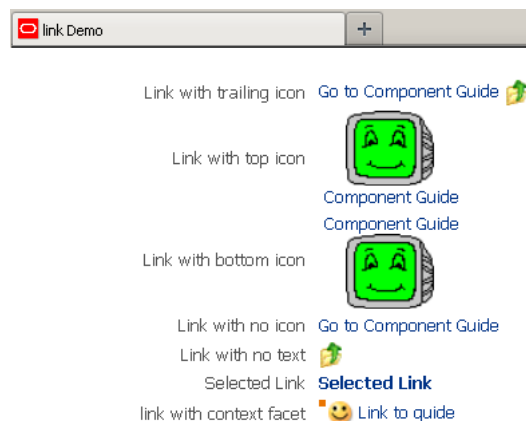 link Demo
Link with trailing icon Go to Component Guide
Link with top icon
Component Guide
Component Guide
Link with bottom icon
Link with no icon Go to Component Guide
Link with no text
Selected Link Selected Link
link with context facet Link to guide